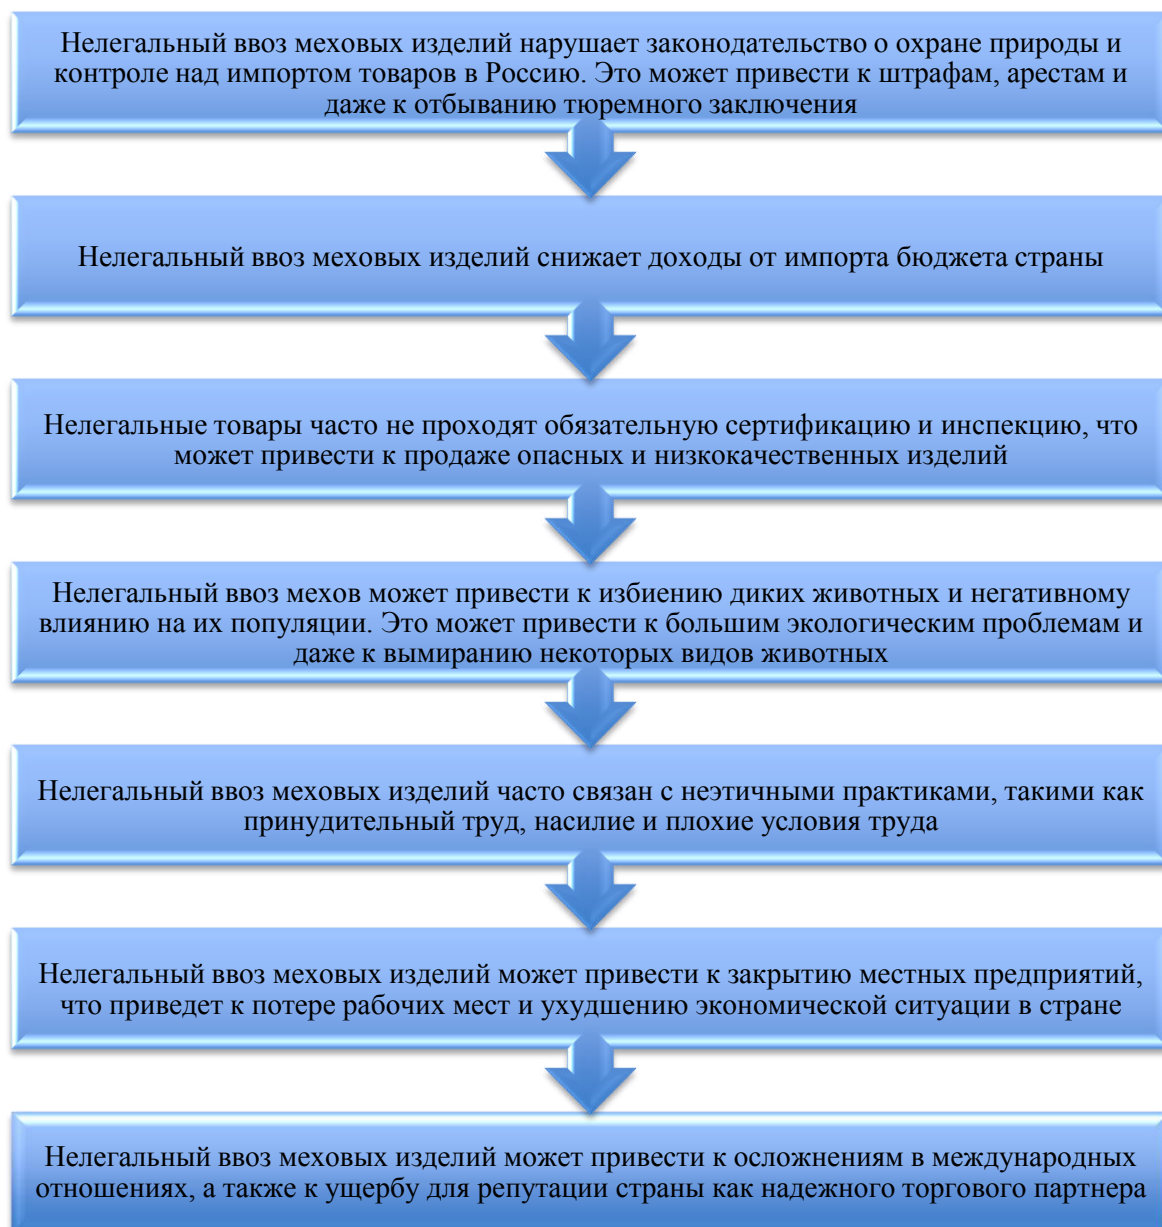 Нелегальный ввоз меховых изделий нарушает законодательство о охране природы и
контроле над импортом товаров в Россию. Это может привести к штрафам, арестам и
даже к отбыванию тюремного заключения
Нелегальный ввоз меховых изделий снижает доходы от импорта бюджета страны
Нелегальные товары часто не проходят обязательную сертификацию и инспекцию, что
может привести к продаже опасных и низкокачественных изделий
Нелегальный ввоз мехов может привести к избиению диких животных и негативному
влиянию на их популяции. Это может привести к большим экологическим проблемам и
даже к вымиранию некоторых видов животных
Нелегальный ввоз меховых изделий часто связан с неэтичными практиками, такими как
принудительный труд, насилие и плохие условия труда
Нелегальный ввоз меховых изделий может привести к закрытию местных предприятий,
что приведет к потере рабочих мест и ухудшению экономической ситуации в стране
Нелегальный ввоз меховых изделий может привести к осложнениям в международных
отношениях, а также к ущербу для репутации страны как надежного торгового партнера